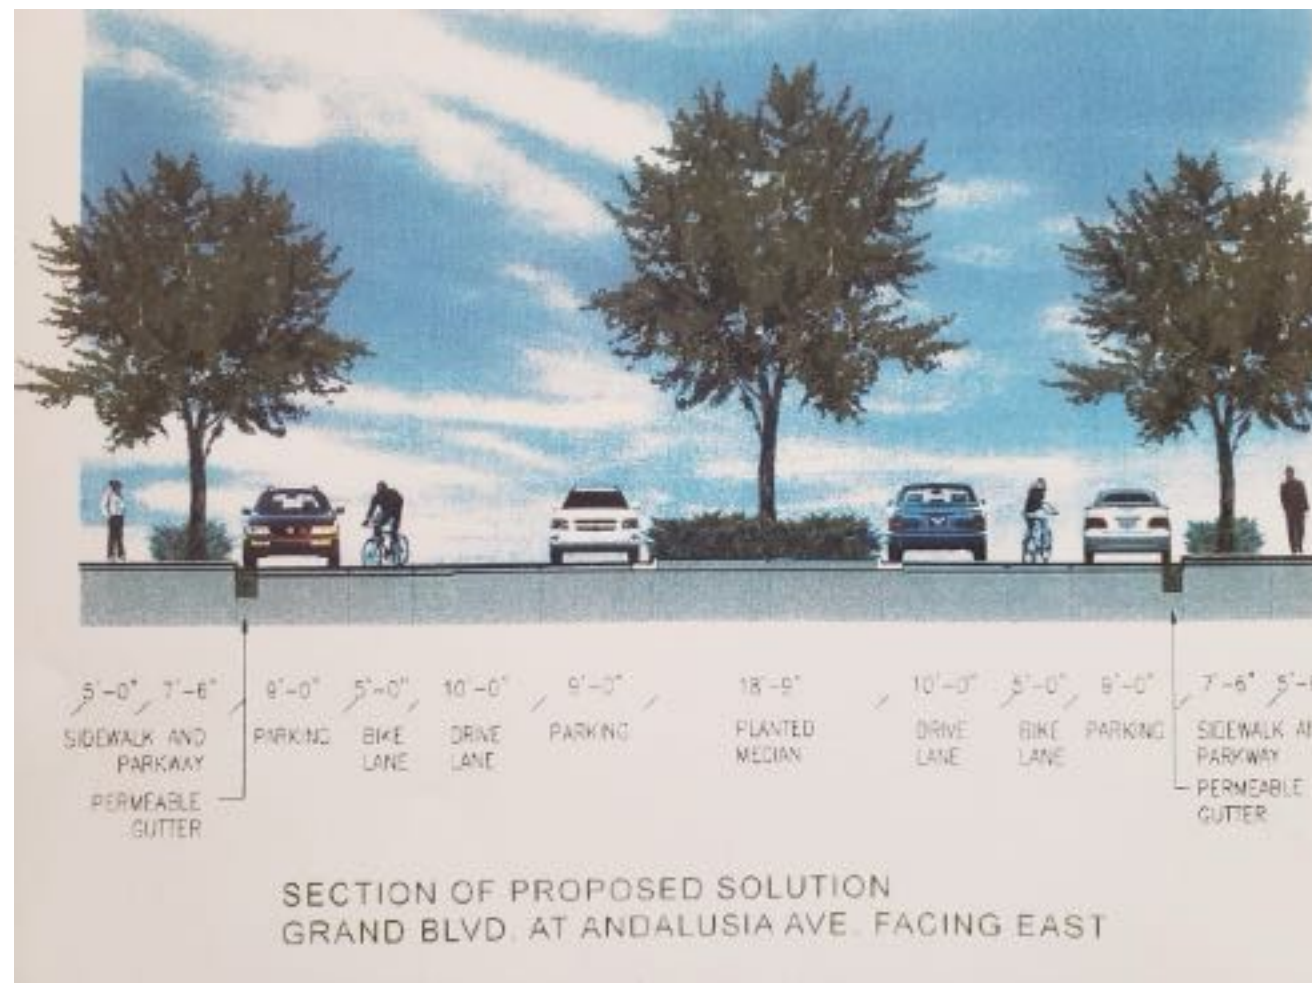 5'-0" 7'-6" 9'-0" 5'-0" 10'-0" 9'-0" 18'-9" 10'-0" 5'-0" 9'-0" 7'-6"
SIDEWALK AND
PARKWAY
PARKING
BIKE
LANE
DRIVE
LANE
PARKING
PLANTED
MEDIAN
DRIVE
LANE
BIKE
LANE
PARKING
SIDEWALK
PARKWAY
PERMEABLE
GUTTER
PERMEABLE
GUTTER
SECTION OF PROPOSED SOLUTION
GRAND BLVD. AT ANDALUSIA AVE. FACING EAST